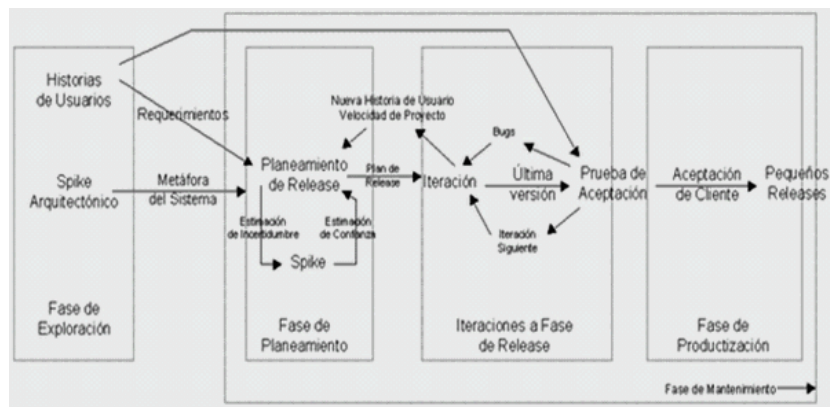 Historias
de Usuarios
Requerimientos
Spike
Arquitectónico
Metáfora
del Sistema
Fase de
Exploración
Nueva Historia de Usuario
Velocidad de Proyecto
Planeamiento
de Release
Plan de
Release
Estimación
de Incertidumbre
Estimación
de Confianza
Spike
Fase de
Planeamiento
Bugs
Iteración
Última
versión
Prueba de
Aceptación
Iteración
Siguiente
Iteraciones a Fase
de Release
Aceptación
de Cliente
Pequeños
Releases
Fase de
Productización
Fase de Mantenimiento